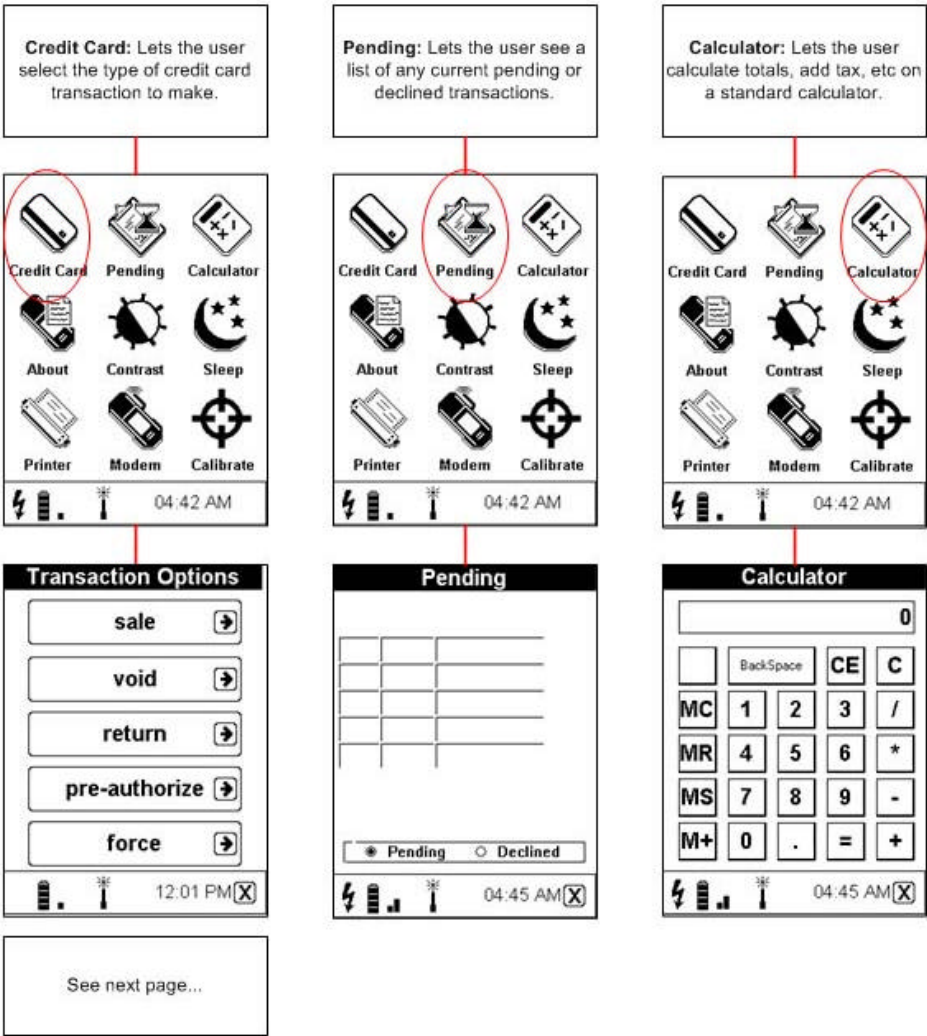 Credit Card: Lets the user
select the type of credit card
transaction to make.
Pending: Lets the user see a
list of any current pending or
declined transactions.
Calculator: Lets the user
calculate totals, add tax, etc on
a standard calculator.
Credit Card Pending Calculator
About Contrast Sleep
Printer Modem Calibrate
04:42 AM
Credit Card Pending Calculator
About Contrast Sleep
Printer Modem Calibrate
04:42 AM
Credit Card Pending Calculator
About Contrast Sleep
Printer Modem Calibrate
04:42 AM
Transaction Options
sale
void
return
pre-authorize
force
12:01 PM X
Pending
Pending Declined
04:45 AM X
Calculator
0
BackSpace CE C
MC 1 2 3 /
MR 4 5 6 *
MS 7 8 9 -
M+ 0 . = +
04:45 AM X
See next page...